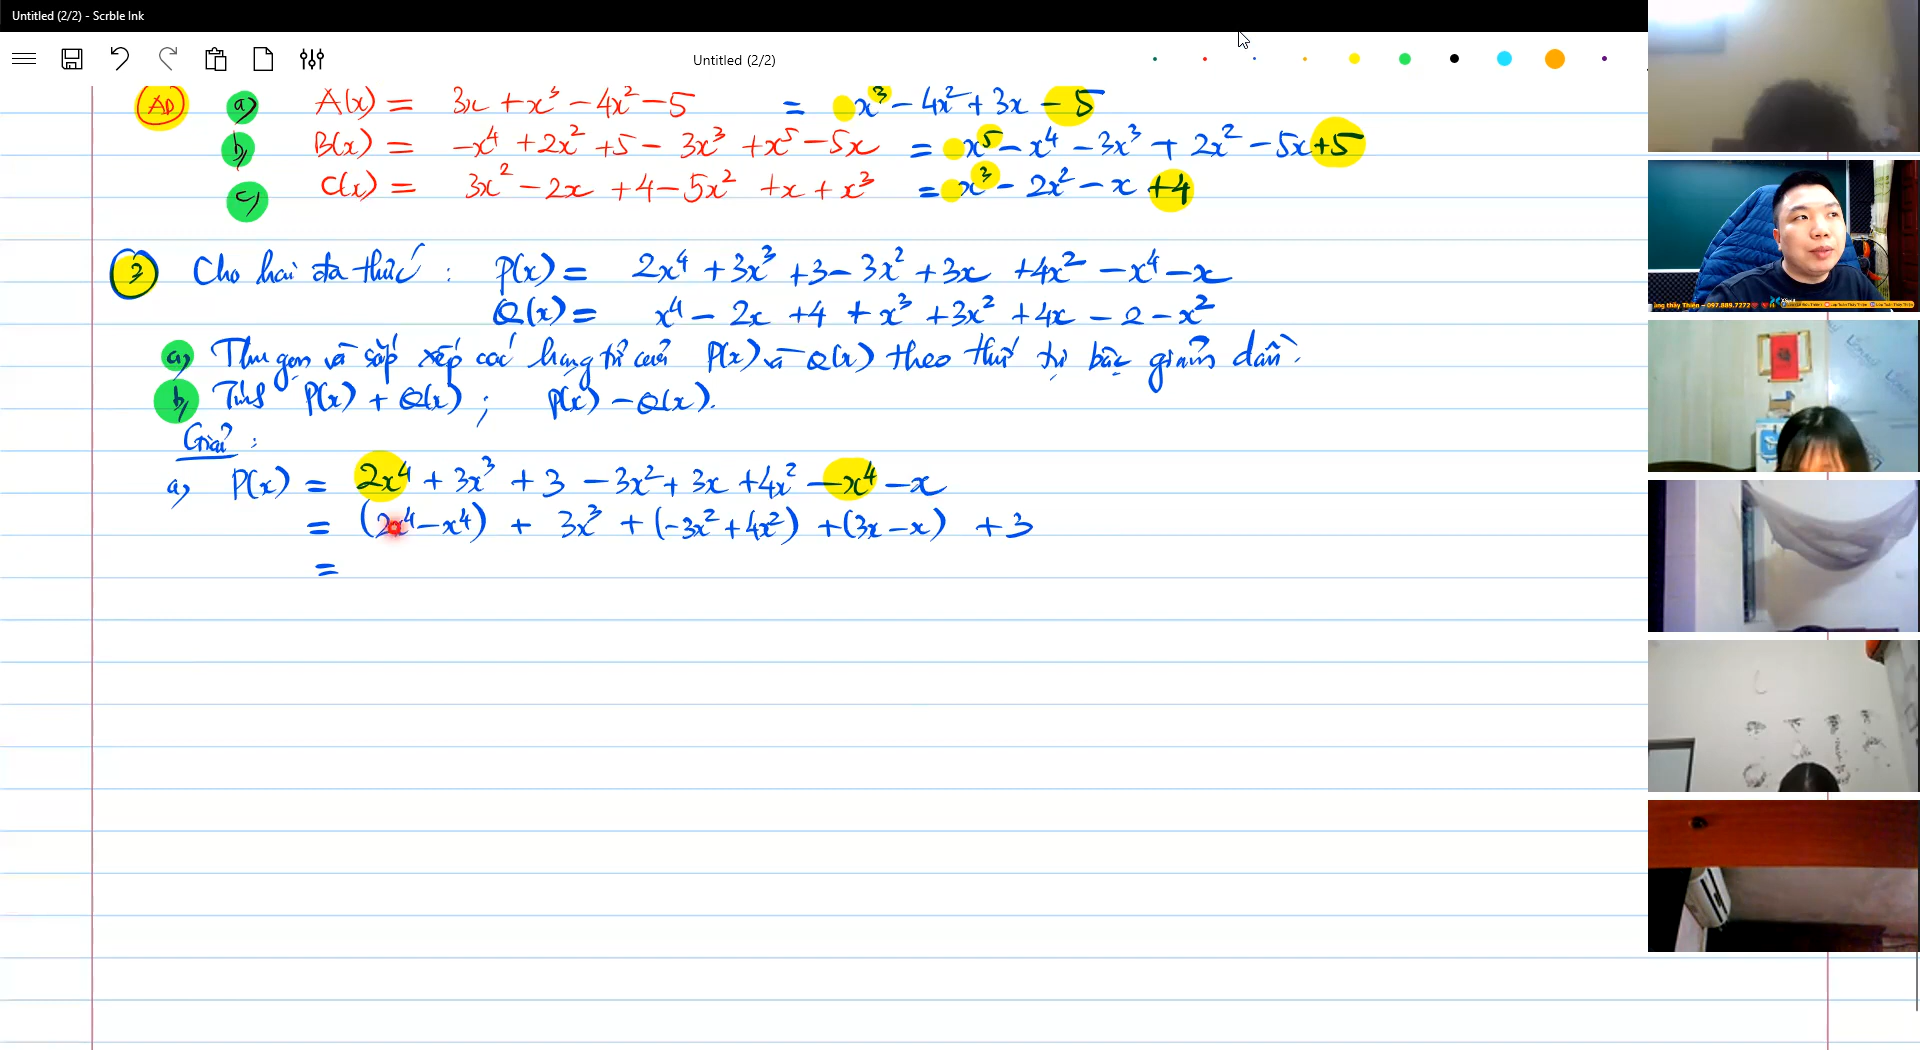 Untitled (2/2) - Scrble Ink
Untitled (2/2)
AD a) A(x) = 3x + x³ - 4x² - 5 = x³ - 4x² + 3x - 5
b) B(x) = -x⁴ + 2x² + 5 - 3x³ + x⁵ - 5x = x⁵ - x⁴ - 3x³ + 2x² - 5x + 5
c) C(x) = 3x² - 2x + 4 - 5x² + x + x³ = x³ - 2x² - x + 4
Cho hai đa thức : P(x) = 2x⁴ + 3x³ + 3 - 3x² + 3x + 4x² - x⁴ - x
Q(x) = x⁴ - 2x + 4 + x³ + 3x² + 4x - 2 - x²
a) Thu gọn và sắp xếp các hạng tử của P(x) và Q(x) theo thứ tự bậc giảm dần.
b) Tính P(x) + Q(x) ; P(x) - Q(x).
Giải :
a) P(x) = 2x⁴ + 3x³ + 3 - 3x² + 3x + 4x² - x⁴ - x
= (2x⁴ - x⁴) + 3x³ + (-3x² + 4x²) + (3x - x) + 3
=